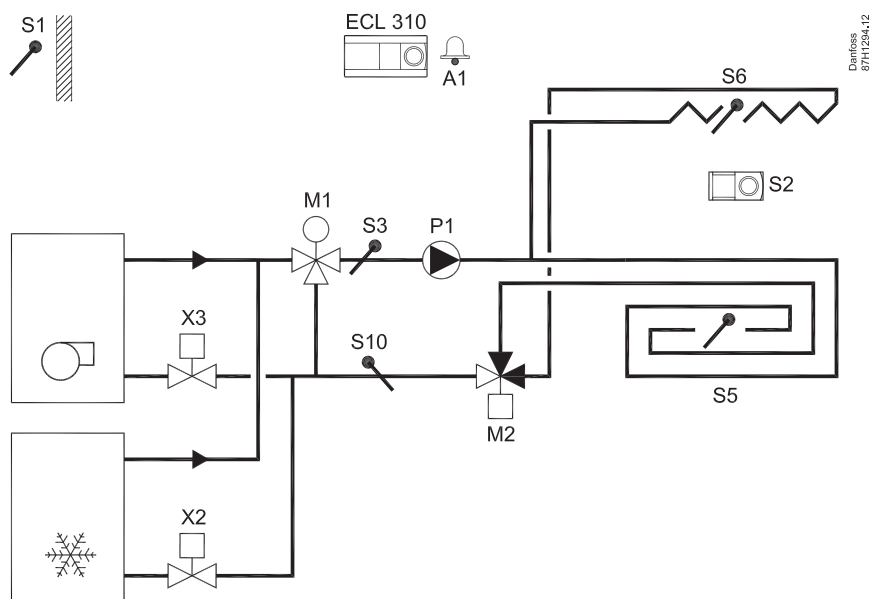 S1
ECL 310
A1
Danfoss
87H1294.12
S6
S2
M1
S3
P1
X3
S10
S5
M2
X2